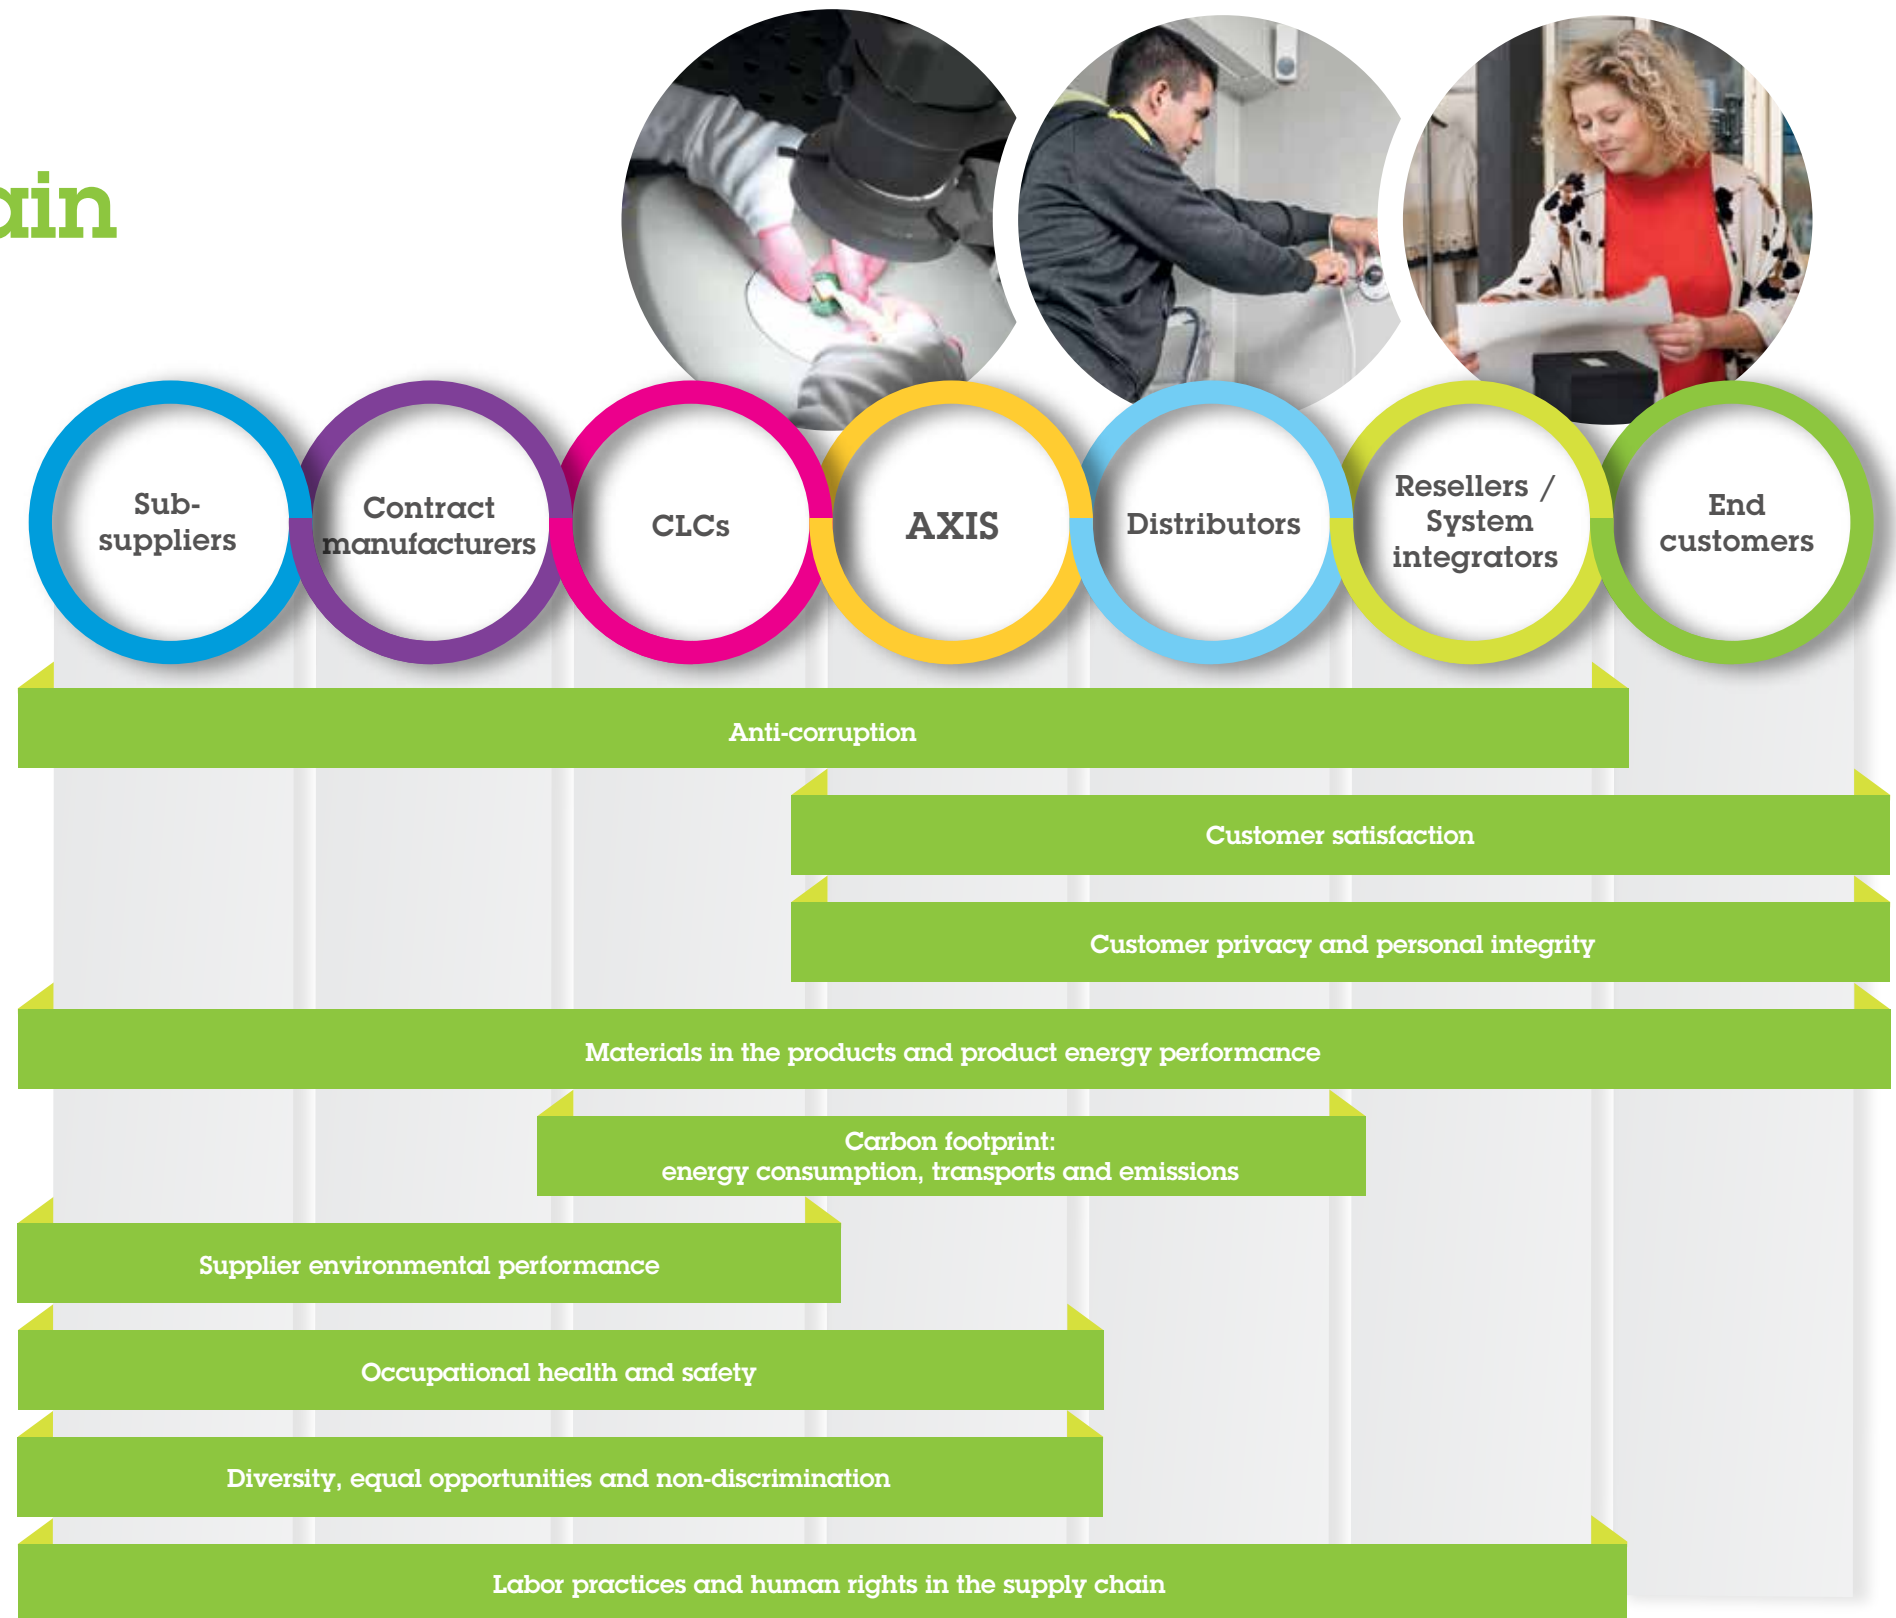 ain
Sub-
suppliers
Contract
manufacturers
CLCs
AXIS
Distributors
Resellers /
System
integrators
End
customers
Anti-corruption
Customer satisfaction
Customer privacy and personal integrity
Materials in the products and product energy performance
Carbon footprint:
energy consumption, transports and emissions
Supplier environmental performance
Occupational health and safety
Diversity, equal opportunities and non-discrimination
Labor practices and human rights in the supply chain